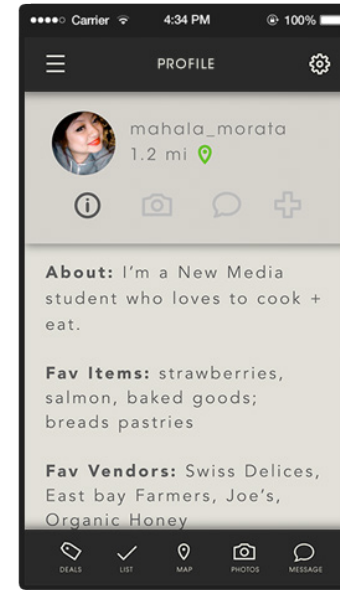 Carrier 4:34 PM 100%
PROFILE
mahala_morata
1.2 mi
About: I'm a New Media
student who loves to cook +
eat.
Fav Items: strawberries,
salmon, baked goods;
breads pastries
Fav Vendors: Swiss Delices,
East bay Farmers, Joe's,
Organic Honey
DEALS LIST MAP PHOTOS MESSAGE